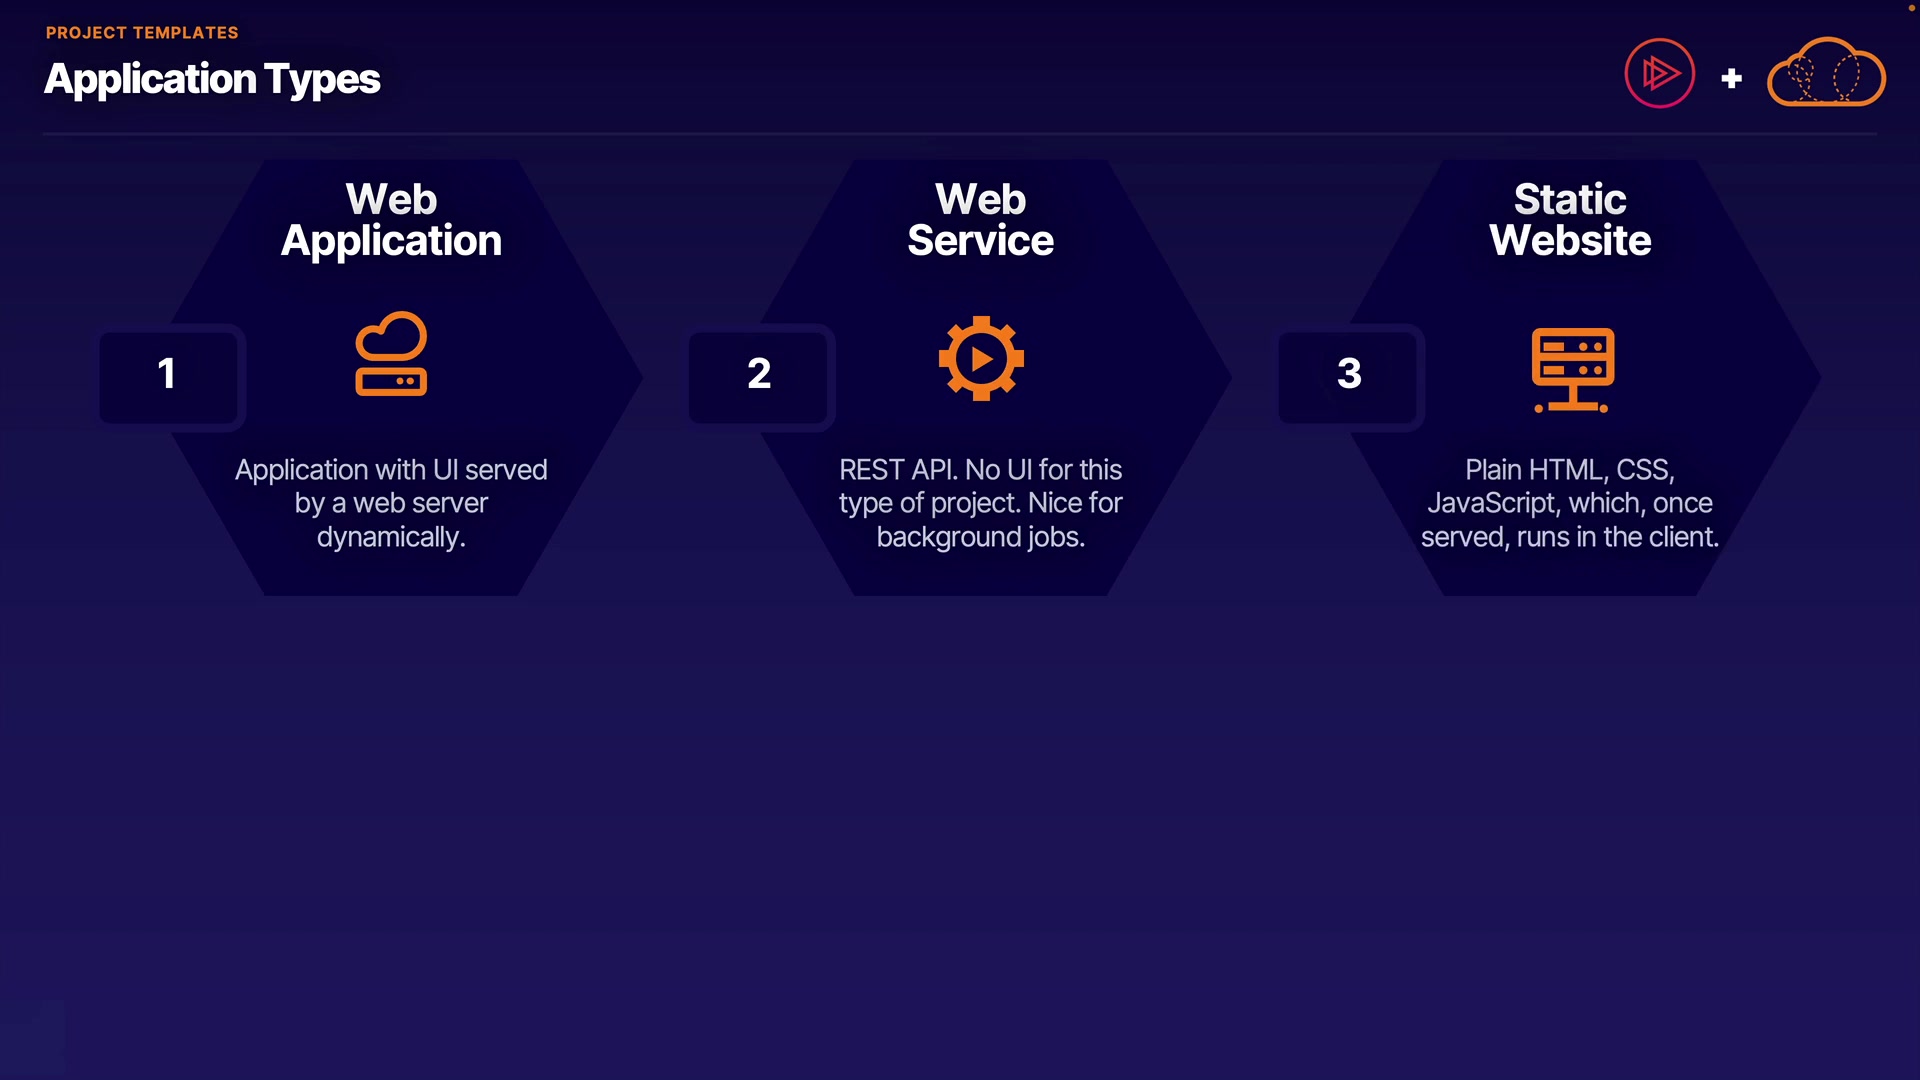 PROJECT TEMPLATES
Application Types
+
Web
Application
1
Application with UI served
by a web server
dynamically.
Web
Service
2
REST API. No UI for this
type of project. Nice for
background jobs.
Static
Website
3
Plain HTML, CSS,
JavaScript, which, once
served, runs in the client.